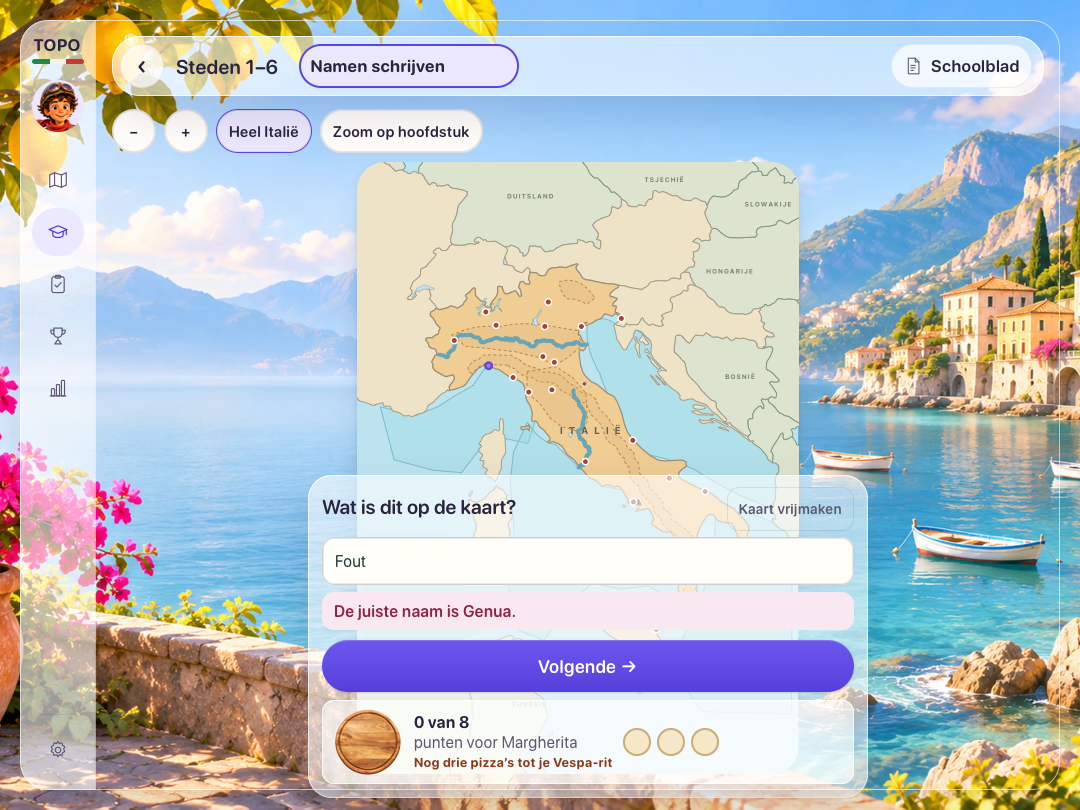 TOPO
Steden 1–6
Namen schrijven
Schoolblad
−
+
Heel Italië
Zoom op hoofdstuk
DUITSLAND
TSJECHIË
SLOWAKIJE
HONGARIJE
BOSNIË
ITALIË
Wat is dit op de kaart?
Kaart vrijmaken
Fout
De juiste naam is Genua.
Volgende →
TUNESIË
0 van 8
punten voor Margherita
Nog drie pizza's tot je Vespa-rit